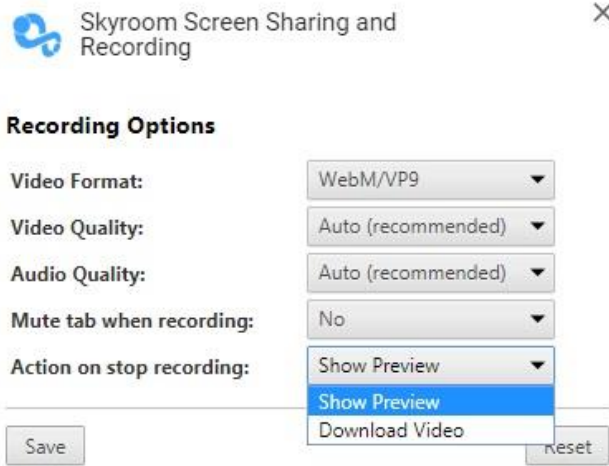 Skyroom Screen Sharing and
Recording
Recording Options
Video Format: WebM/VP9
Video Quality: Auto (recommended)
Audio Quality: Auto (recommended)
Mute tab when recording: No
Action on stop recording: Show Preview
Show Preview
Download Video
Save Reset